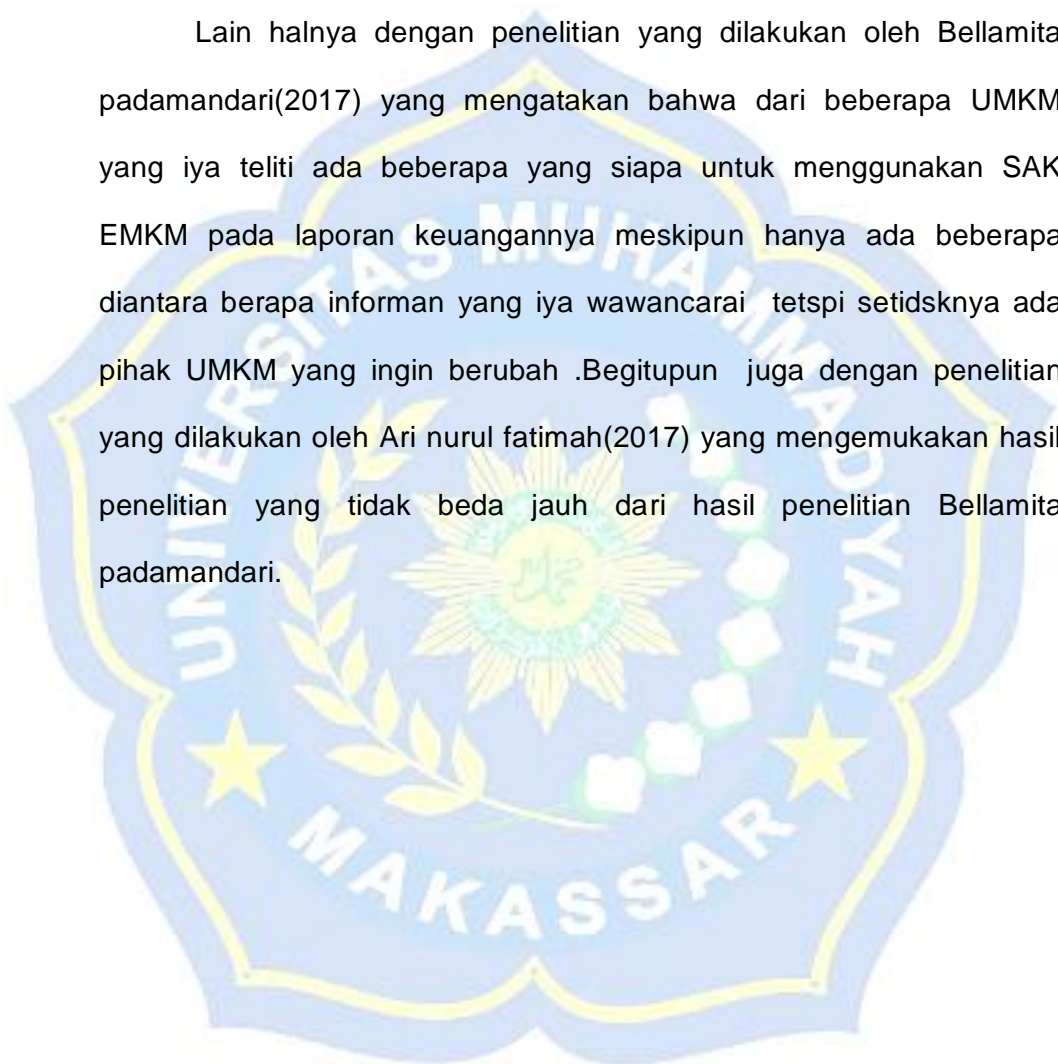 Lain halnya dengan penelitian yang dilakukan oleh Bellamita
padamandari(2017) yang mengatakan bahwa dari beberapa UMKM
yang iya teliti ada beberapa yang siapa untuk menggunakan SAK
EMKM pada laporan keuangannya meskipun hanya ada beberapa
diantara berapa informan yang iya wawancarai tetspi setidsknya ada
pihak UMKM yang ingin berubah .Begitupun juga dengan penelitian
yang dilakukan oleh Ari nurul fatimah(2017) yang mengemukakan hasil
penelitian yang tidak beda jauh dari hasil penelitian Bellamita
padamandari.
UNIVERSITAS MUHAMMADYAH
MAKASSAR